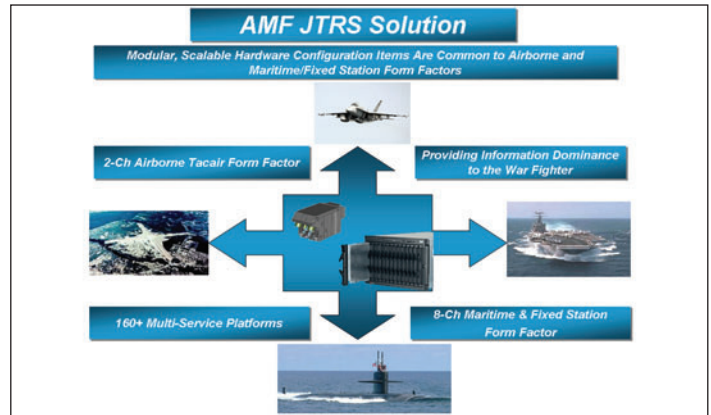 AMF JTRS Solution
Modular, Scalable Hardware Configuration Items Are Common to Airborne and
Maritime/Fixed Station Form Factors
2-Ch Airborne Tacair Form Factor
Providing Information Dominance
to the War Fighter
160+ Multi-Service Platforms
8-Ch Maritime & Fixed Station
Form Factor